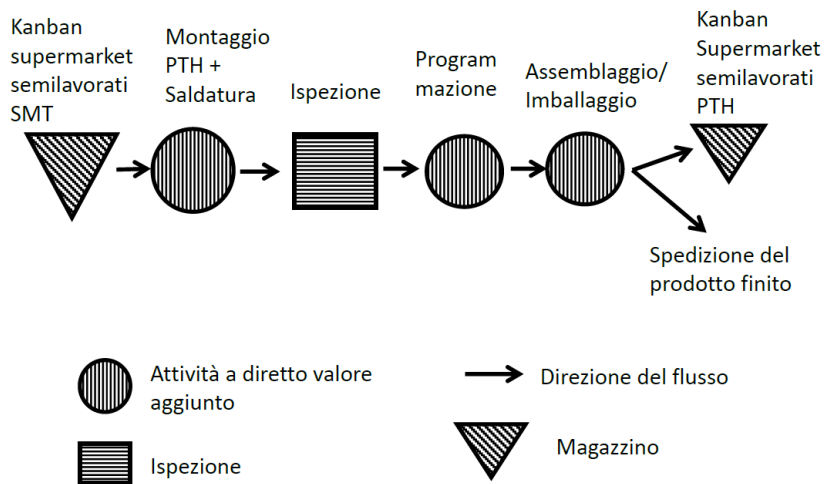 Kanban
supermarket
semilavorati
SMT
Montaggio
PTH +
Saldatura
Ispezione
Program
mazione
Assemblaggio/
Imballaggio
Kanban
Supermarket
semilavorati
PTH
Spedizione del
prodotto finito
Attività a diretto valore
aggiunto
Direzione del flusso
Ispezione
Magazzino